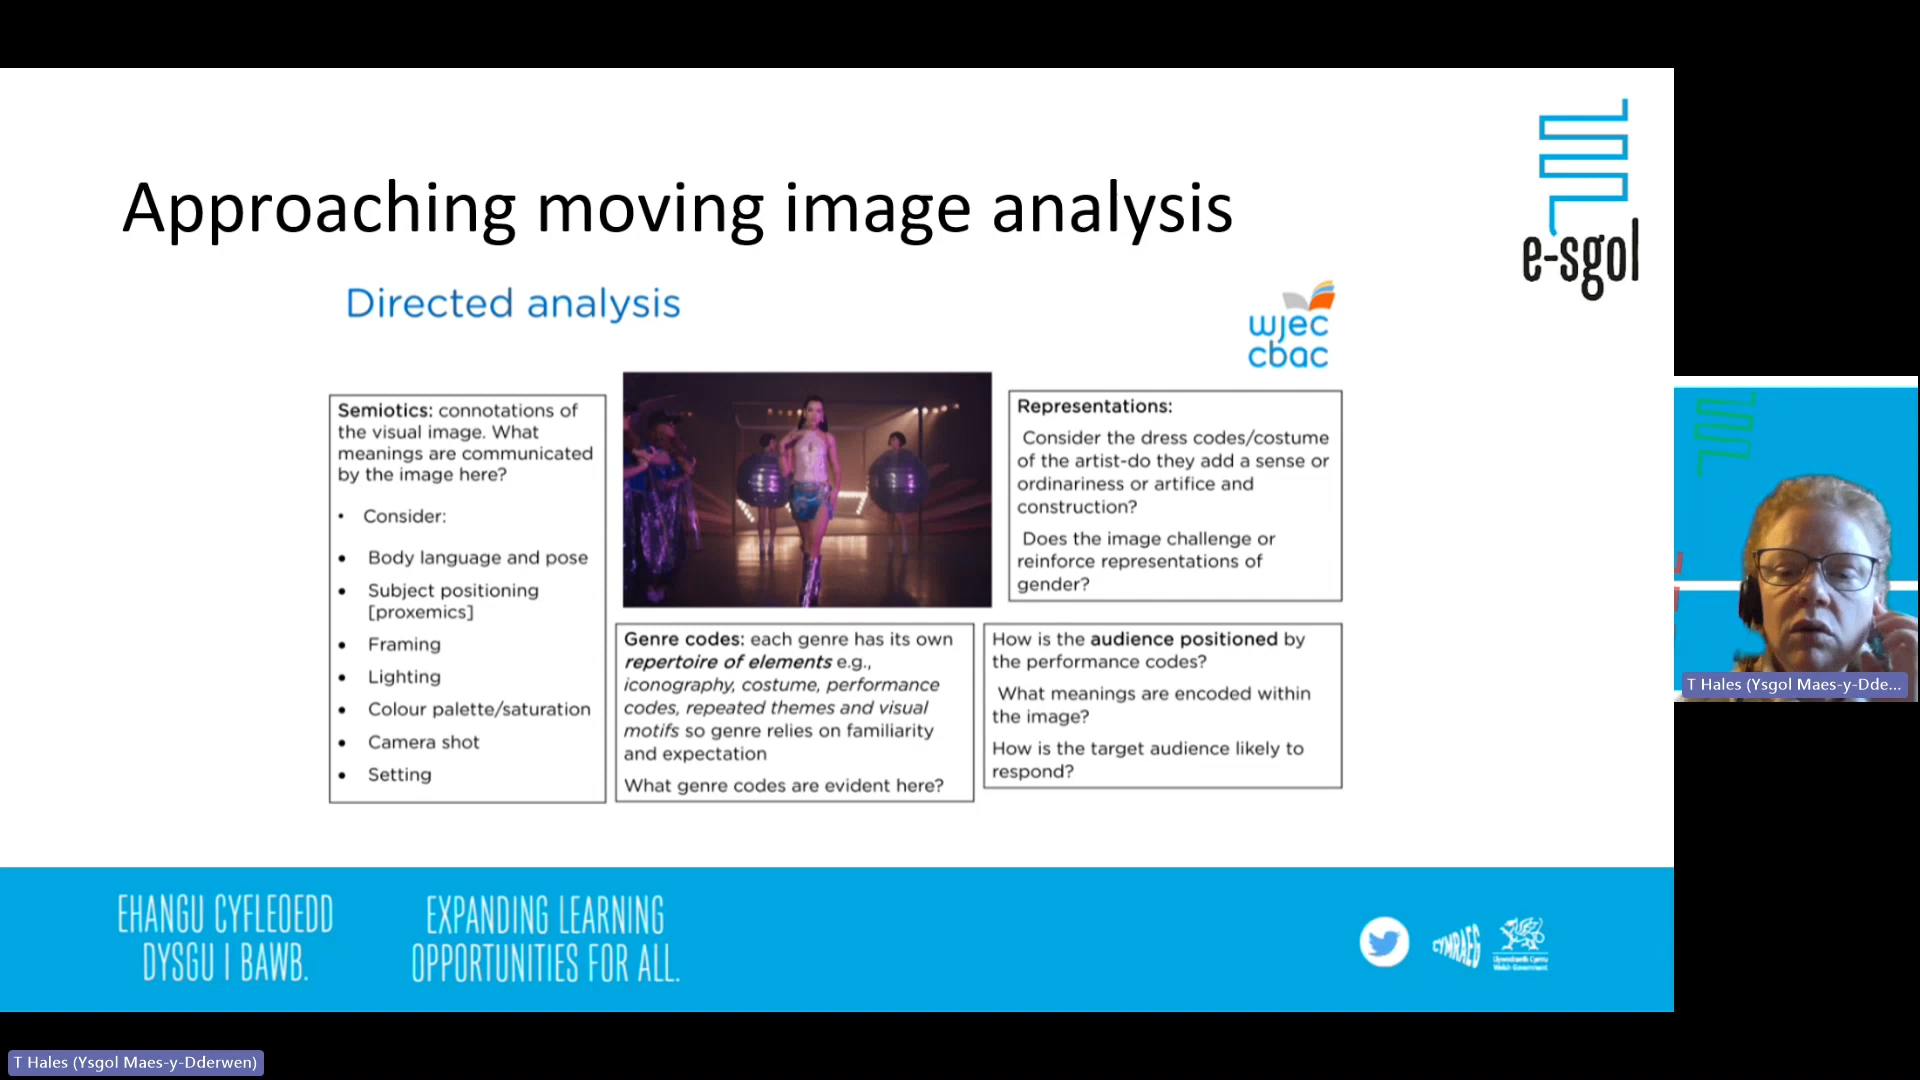 Approaching moving image analysis
e-sgol
Directed analysis
wjec
cbac
Semiotics: connotations of
the visual image. What
meanings are communicated
by the image here?
• Consider:
• Body language and pose
• Subject positioning
[proxemics]
• Framing
• Lighting
• Colour palette/saturation
• Camera shot
• Setting
Genre codes: each genre has its own
repertoire of elements e.g.,
iconography, costume, performance
codes, repeated themes and visual
motifs so genre relies on familiarity
and expectation
What genre codes are evident here?
Representations:
Consider the dress codes/costume
of the artist-do they add a sense or
ordinariness or artifice and
construction?
Does the image challenge or
reinforce representations of
gender?
How is the audience positioned by
the performance codes?
What meanings are encoded within
the image?
How is the target audience likely to
respond?
T Hales (Ysgol Maes-y-Dde...
EHANGU CYFLEOEDD
DYSGU I BAWB.
EXPANDING LEARNING
OPPORTUNITIES FOR ALL.
CYMRAEG
Llywodraeth Cymru
Welsh Government
T Hales (Ysgol Maes-y-Dderwen)